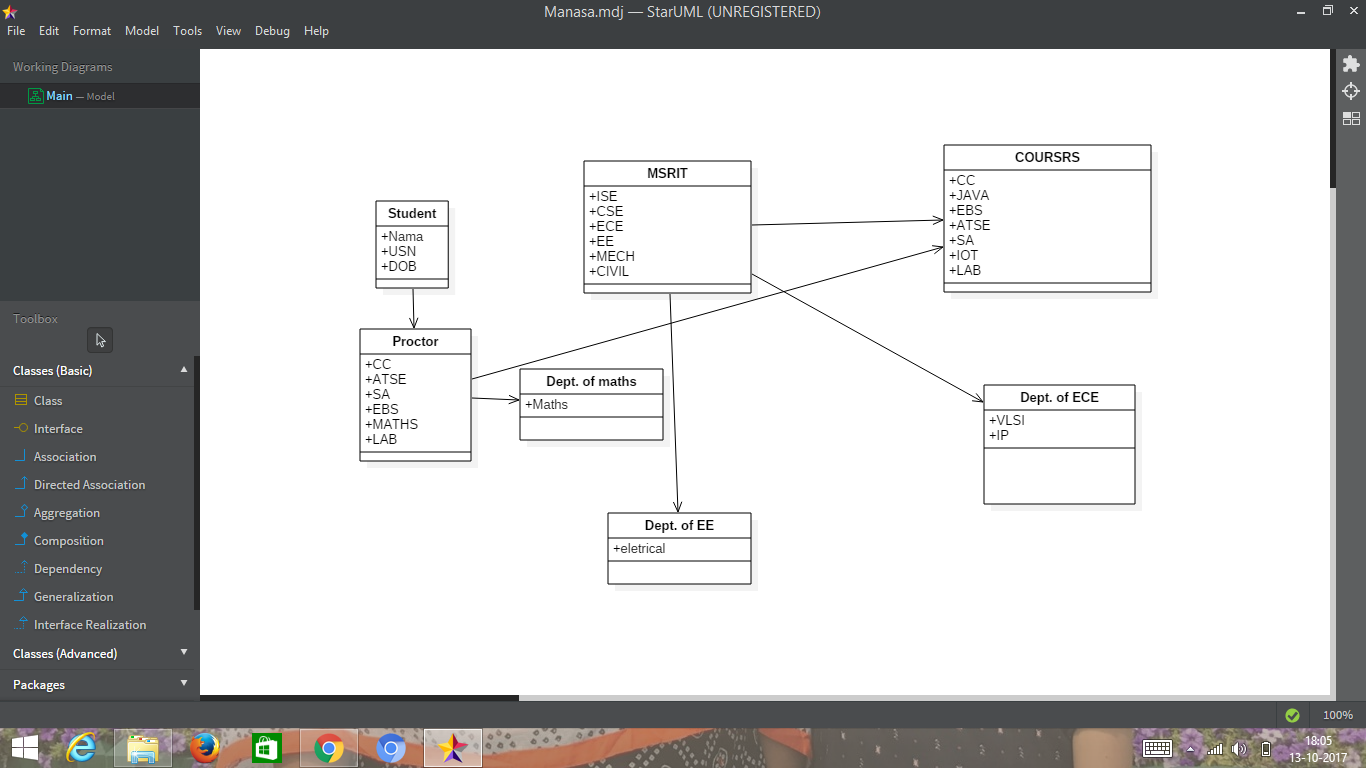 Manasa.mdj — StarUML (UNREGISTERED)
File Edit Format Model Tools View Debug Help
Working Diagrams
Main — Model
Toolbox
Classes (Basic)
Class
Interface
Association
Directed Association
Aggregation
Composition
Dependency
Generalization
Interface Realization
Classes (Advanced)
Packages
Student
+Nama
+USN
+DOB
Proctor
+CC
+ATSE
+SA
+EBS
+MATHS
+LAB
MSRIT
+ISE
+CSE
+ECE
+EE
+MECH
+CIVIL
Dept. of maths
+Maths
Dept. of EE
+eletrical
COURSRS
+CC
+JAVA
+EBS
+ATSE
+SA
+IOT
+LAB
Dept. of ECE
+VLSI
+IP
100%
18:05
13-10-2017